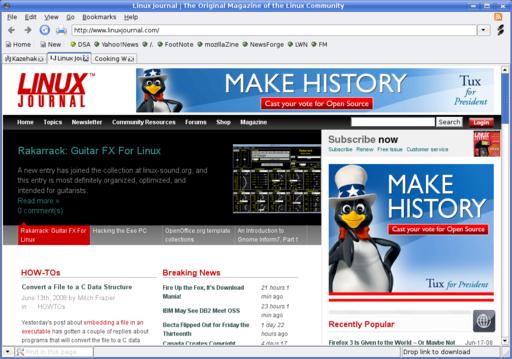 Linux Journal | The Original Magazine of the Linux Community
File Edit View Go Bookmarks Help
http://www.linuxjournal.com/
Home New DSA Yahoo!News /. FootNote mozillaZine NewsForge LWN FM
Kazehak Linux Jou Cooking W
LINUX JOURNAL™
MAKE HISTORY
Cast your vote for Open Source
Tux for President
Home Topics Newsletter Community Resources Forums Shop Magazine Search Login
Rakarrack: Guitar FX For Linux
A new entry has joined the collection at linux-sound.org, and
this entry is most definitely organized, optimized, and
intended for guitarists.
Read more »
0 comment(s)
Rakarrack: Guitar FX For Linux
Hacking the Eee PC
OpenOffice.org template collections
An Introduction to Gnome Inform7, Part 1
Subscribe now
Subscribe Renew Free Issue Customer service
MAKE
HISTORY
Cast your vote for Open Source
Tux for President
HOW-TOs
Convert a File to a C Data Structure
June 13th, 2008 by Mitch Frazier
in HOWTOs
Yesterday's post about embedding a file in an
executable has gotten a couple of replies about
programs that will convert the file to a C data
Breaking News
Fire Up the Fox, It's Download Mania! 21 hours 1 min ago
IBM May See DB2 Meet OSS 23 hours 1 min ago
Becta Flipped Out for Friday the Thirteenth 1 day 22 hours ago
Canada Creates Copyright 4 days 17
Recently Popular
Firefox 3 Is Given to the World – Or Maybe Not Jun-17-08
Find in this page
Drop link to download